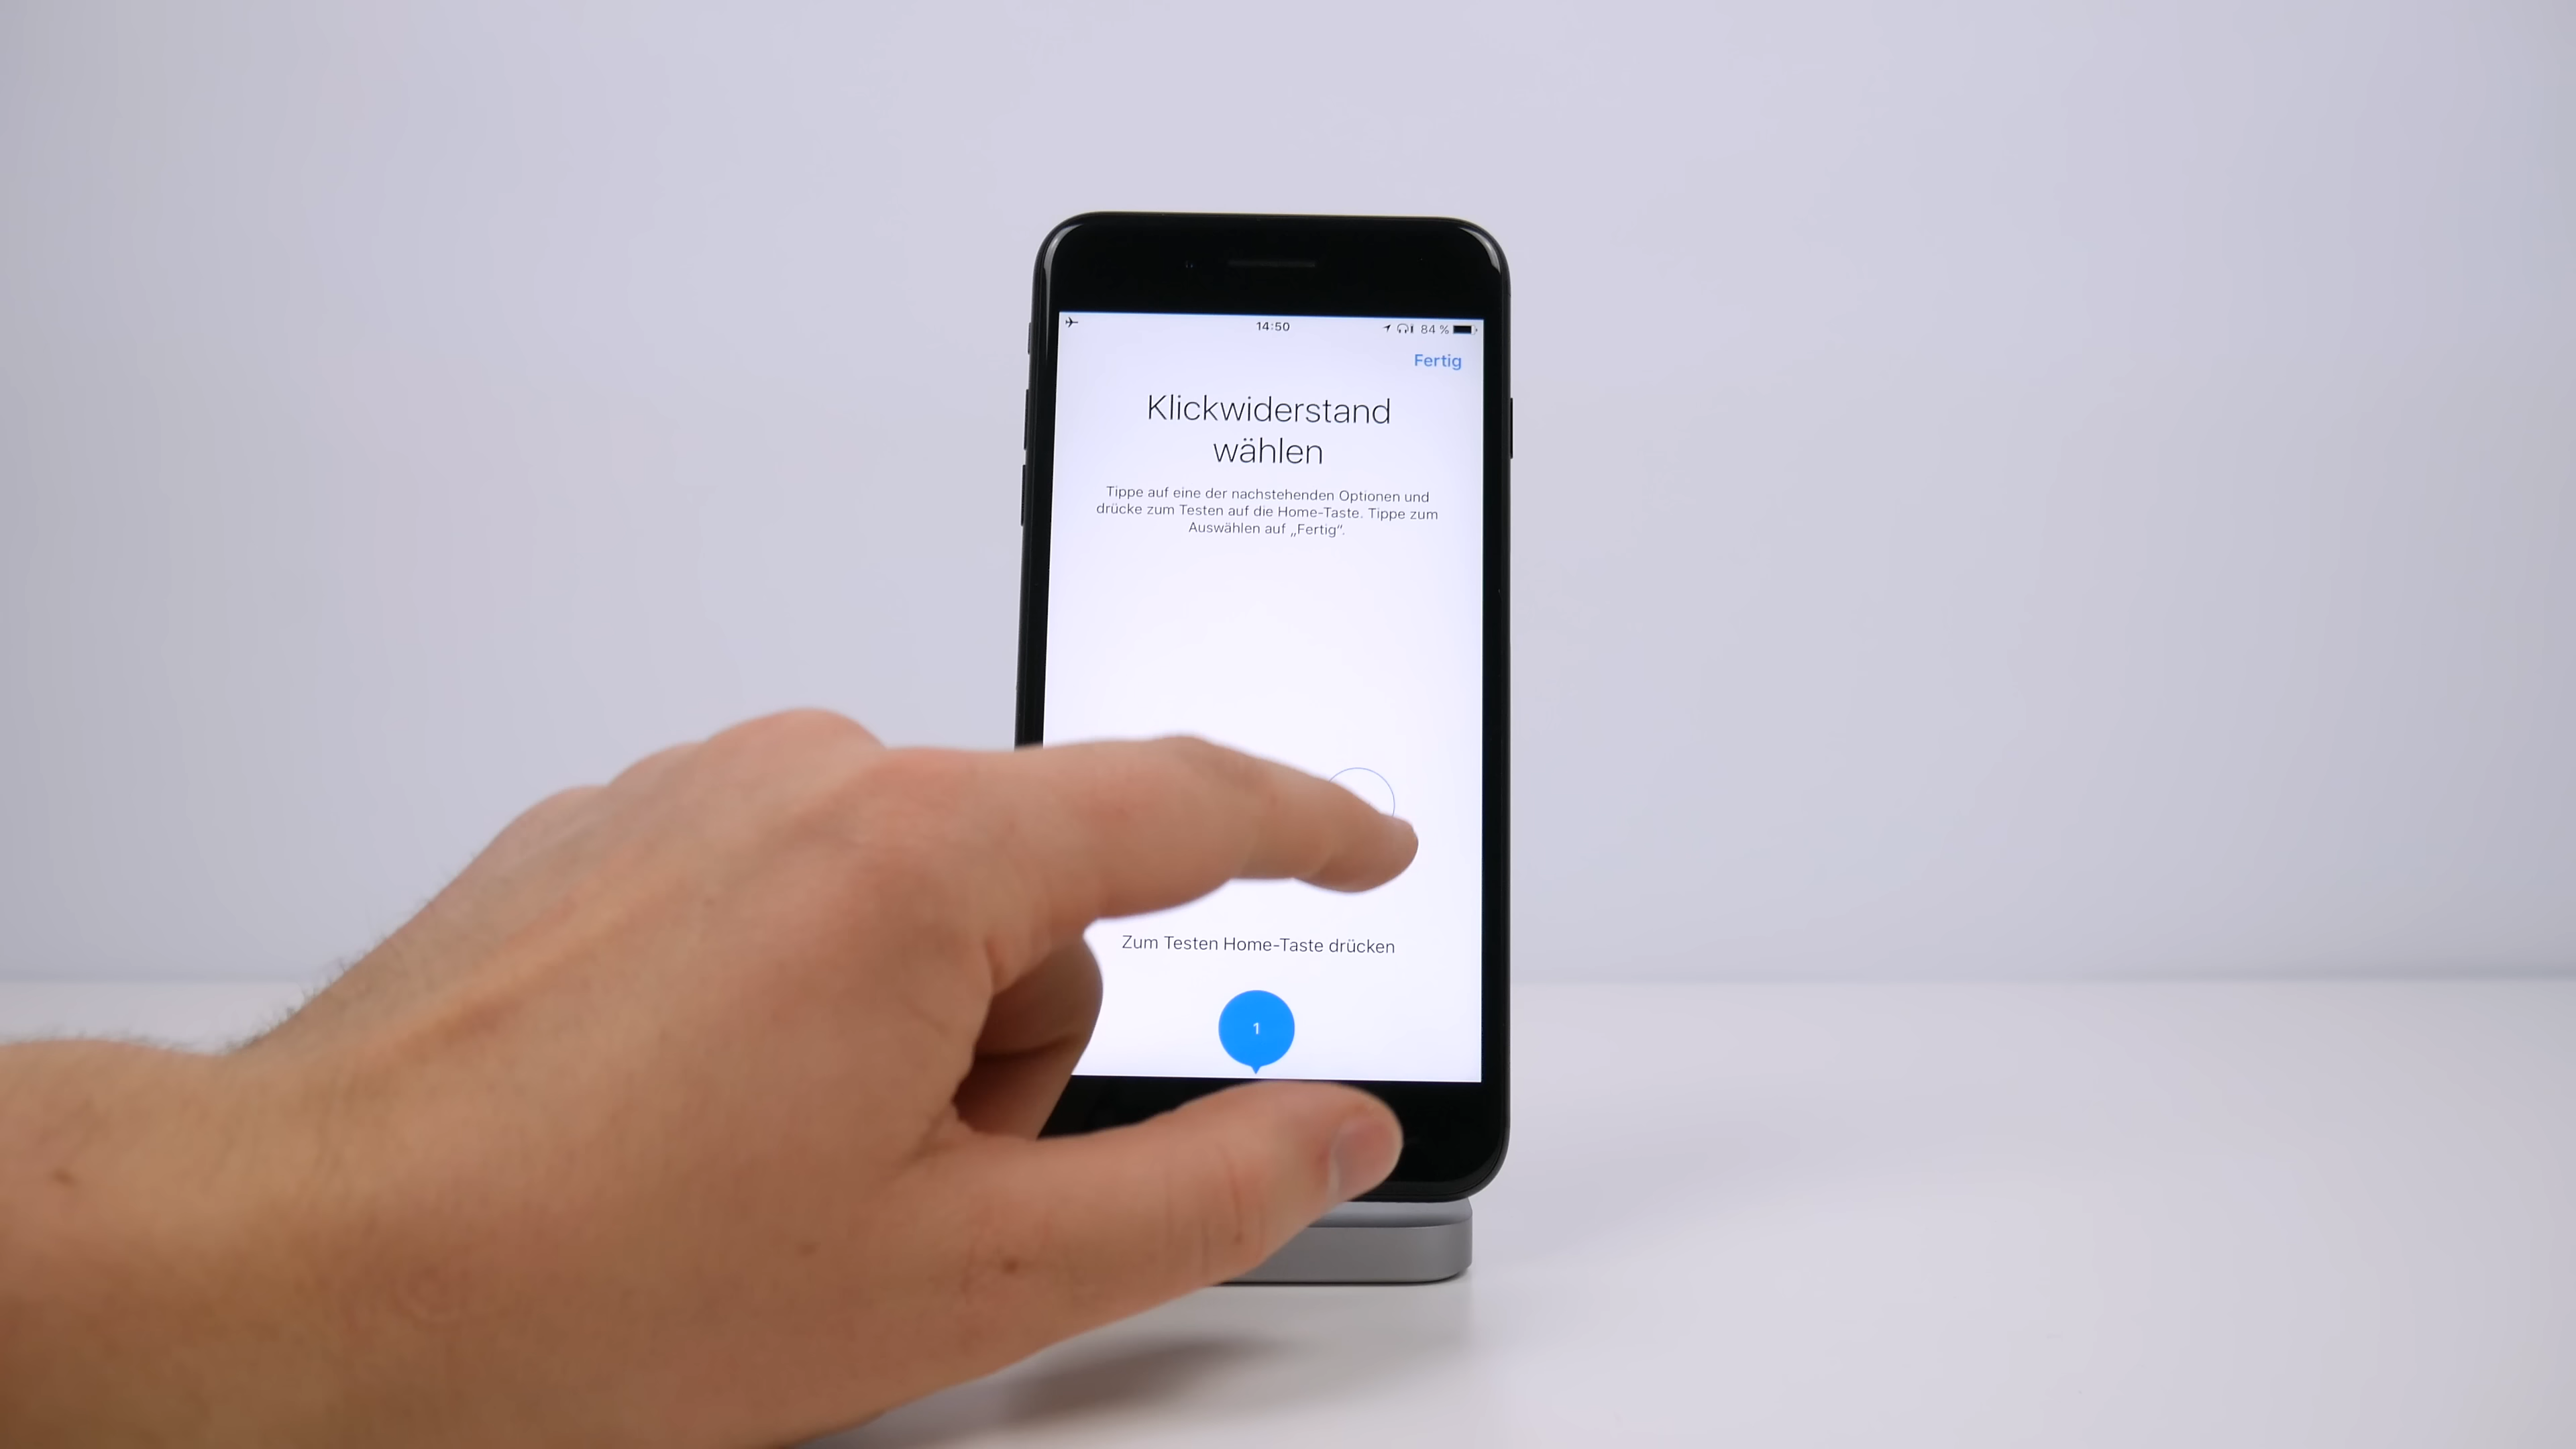 14:50
84 %
Fertig
Klickwiderstand
wählen
Tippe auf eine der nachstehenden Optionen und
drücke zum Testen auf die Home-Taste. Tippe zum
Auswählen auf „Fertig“.
Zum Testen Home-Taste drücken
1